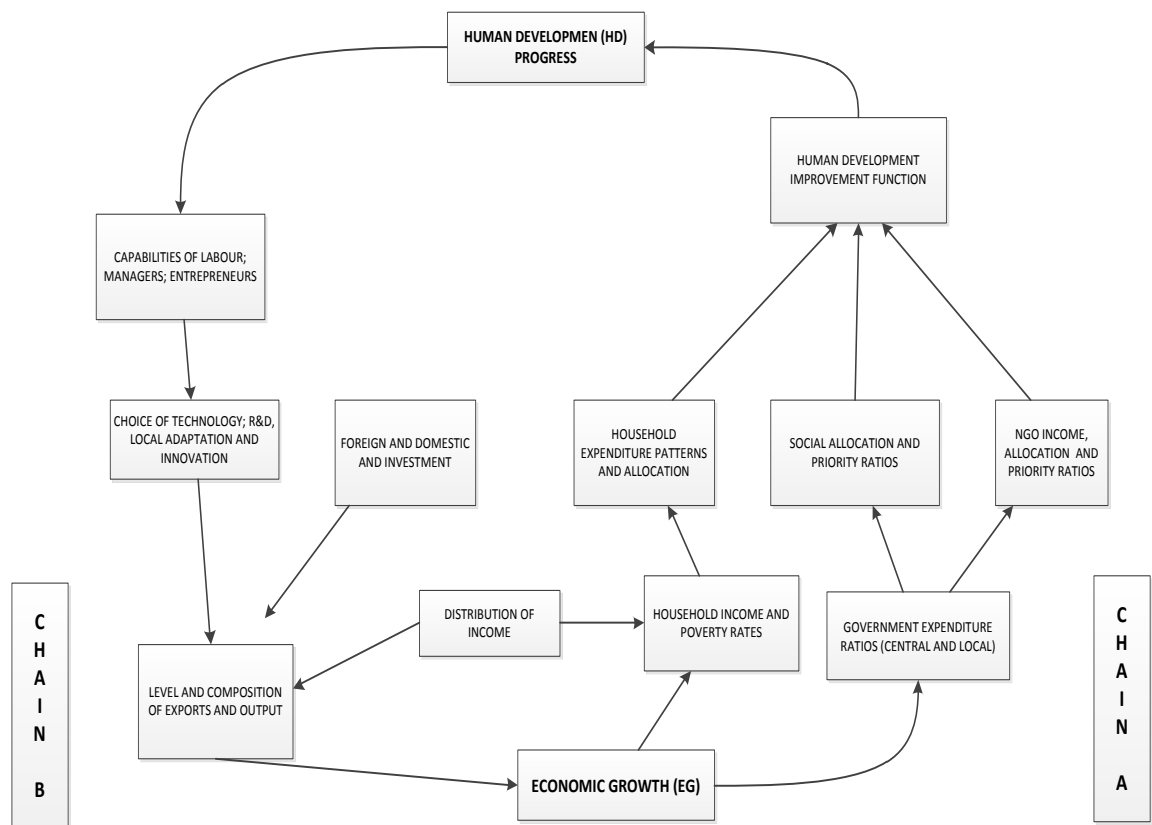 HUMAN DEVELOPMEN (HD)
PROGRESS
HUMAN DEVELOPMENT
IMPROVEMENT FUNCTION
CAPABILITIES OF LABOUR;
MANAGERS; ENTREPRENEURS
CHOICE OF TECHNOLOGY; R&D,
LOCAL ADAPTATION AND
INNOVATION
FOREIGN AND DOMESTIC
AND INVESTMENT
HOUSEHOLD
EXPENDITURE PATTERNS
AND ALLOCATION
SOCIAL ALLOCATION AND
PRIORITY RATIOS
NGO INCOME,
ALLOCATION AND
PRIORITY RATIOS
C
H
A
I
N
B
DISTRIBUTION OF
INCOME
HOUSEHOLD INCOME AND
POVERTY RATES
GOVERNMENT EXPENDITURE
RATIOS (CENTRAL AND LOCAL)
C
H
A
I
N
A
LEVEL AND COMPOSITION
OF EXPORTS AND OUTPUT
ECONOMIC GROWTH (EG)